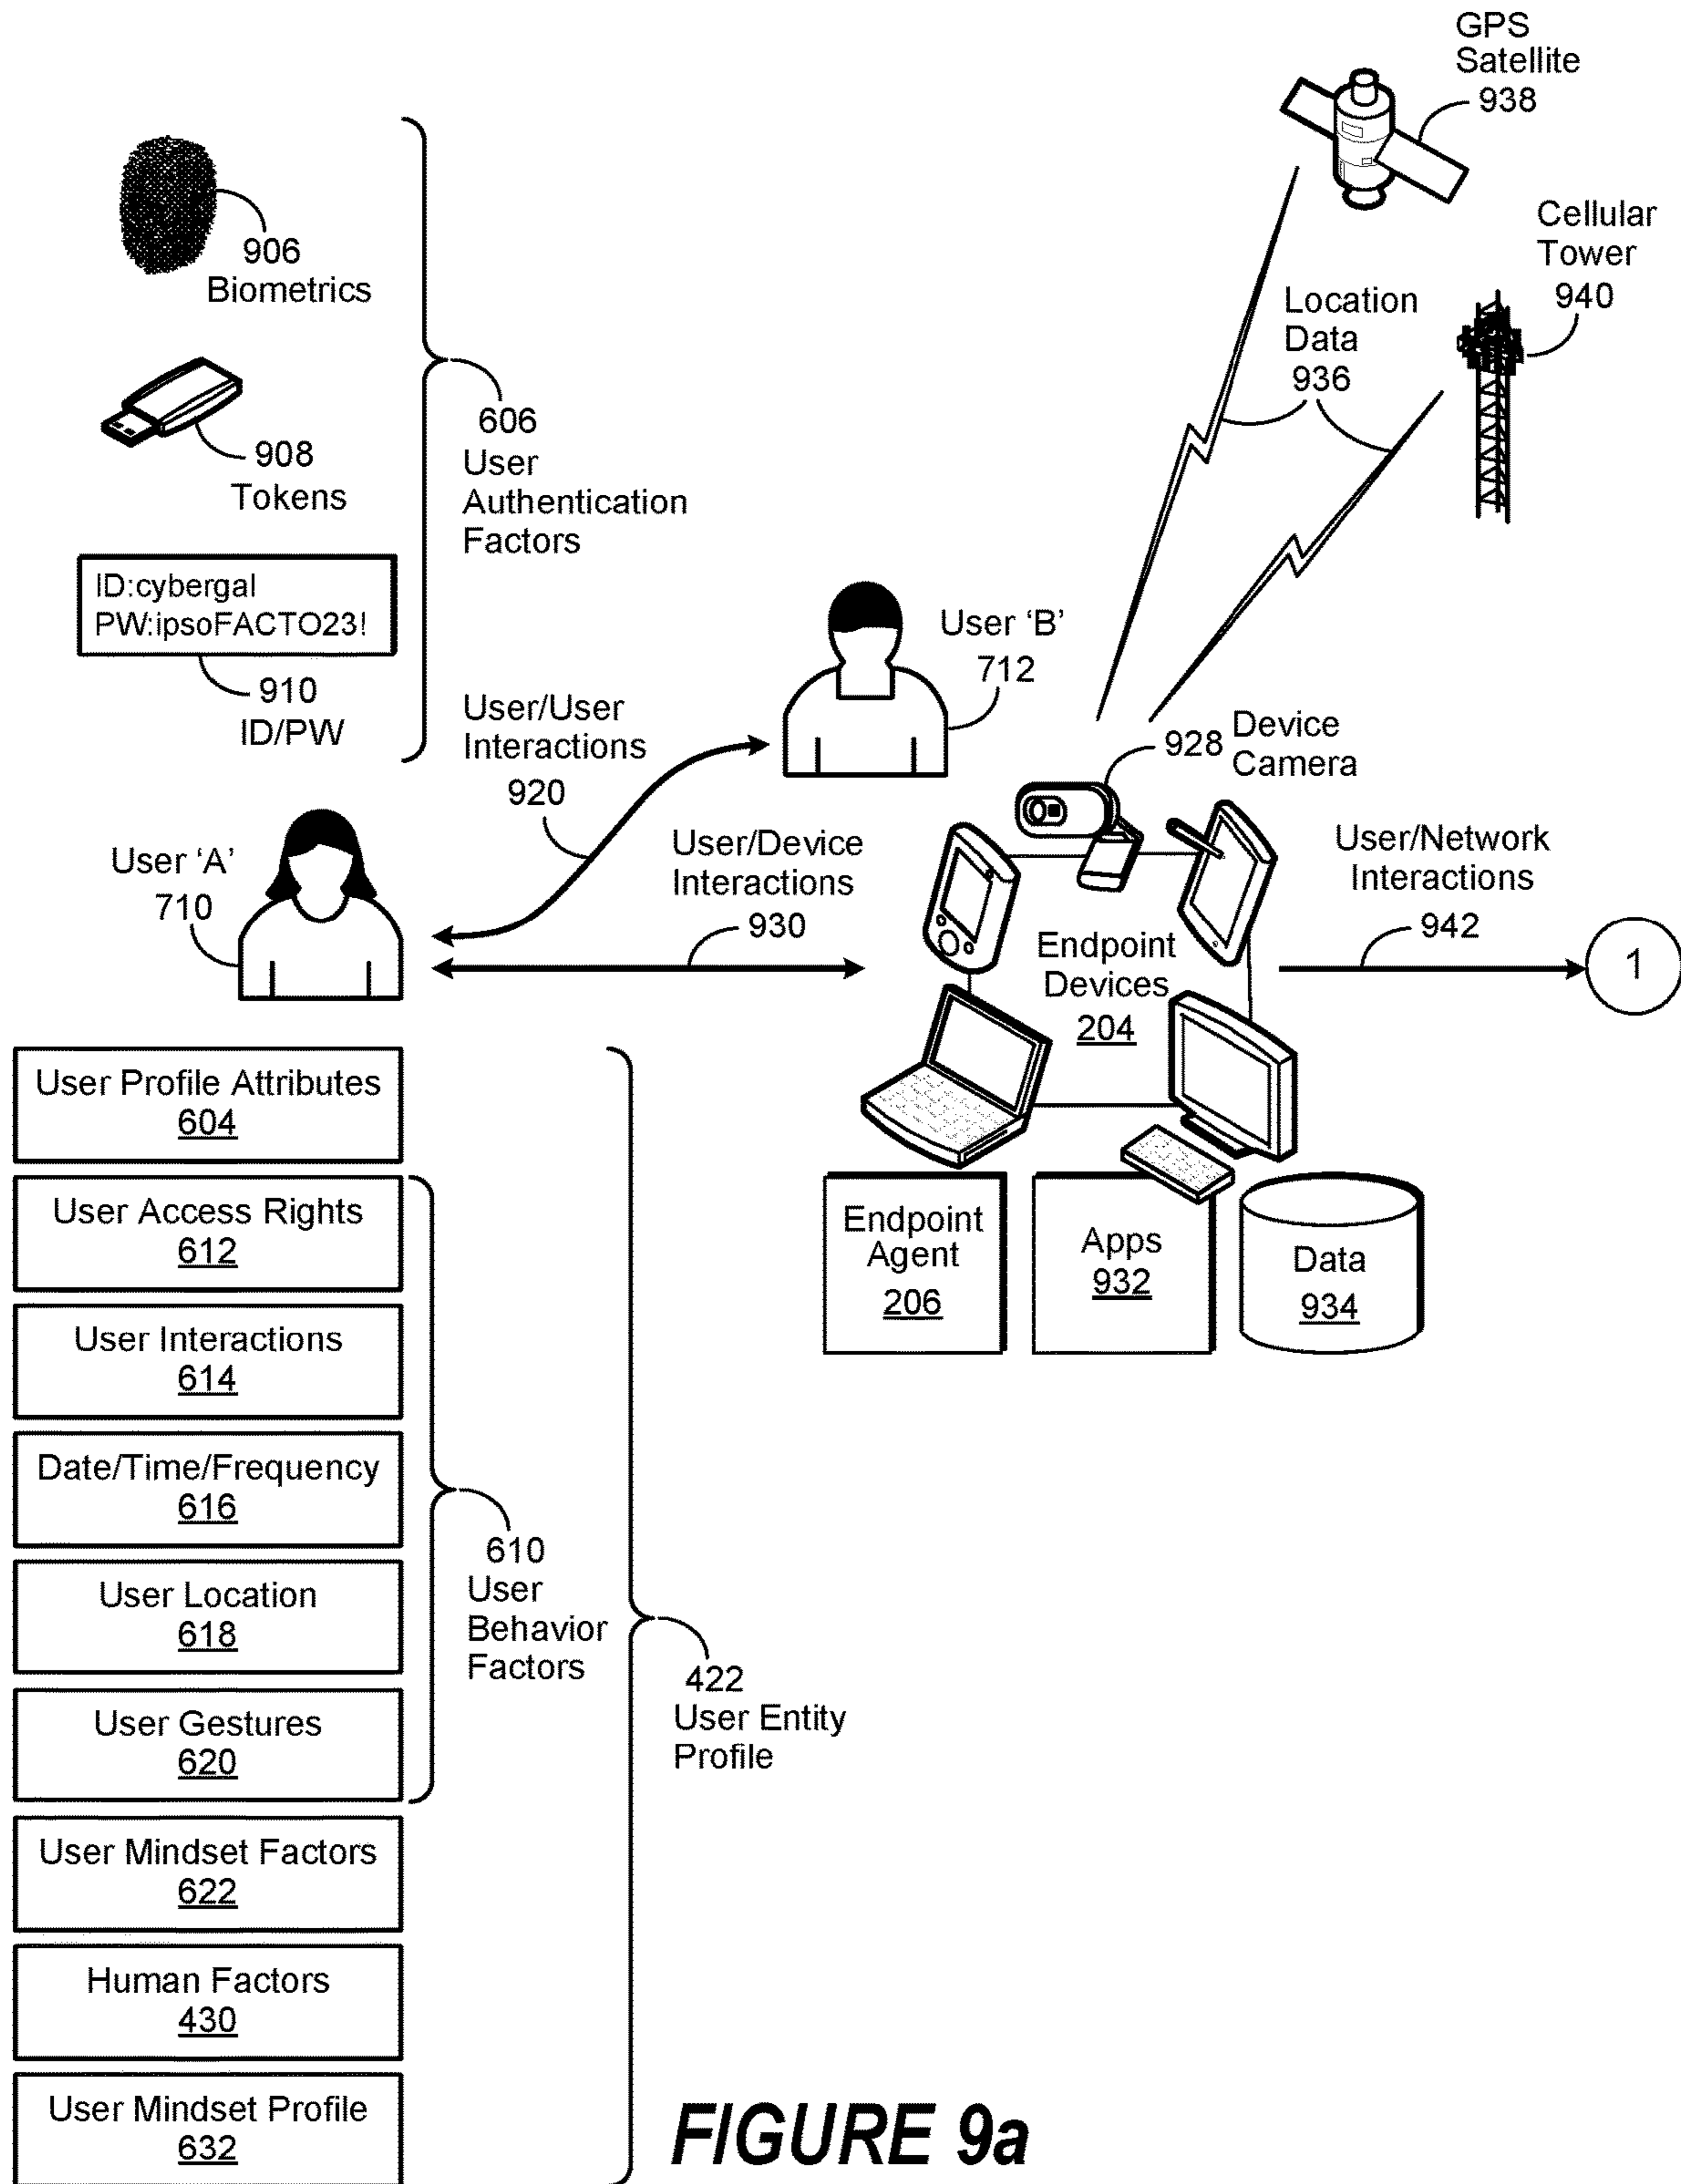 GPS
Satellite
938
Cellular
Tower
940
Location
Data
936
906
Biometrics
908
Tokens
ID:cybergal
PW:ipsoFACTO23!
910
ID/PW
606
User
Authentication
Factors
User 'B'
712
User/User
Interactions
920
928
Device
Camera
User 'A'
710
User/Device
Interactions
930
Endpoint
Devices
204
User/Network
Interactions
942
1
Endpoint
Agent
206
Apps
932
Data
934
User Profile Attributes
604
User Access Rights
612
User Interactions
614
Date/Time/Frequency
616
User Location
618
User Gestures
620
User Mindset Factors
622
Human Factors
430
User Mindset Profile
632
610
User
Behavior
Factors
422
User Entity
Profile
FIGURE 9a